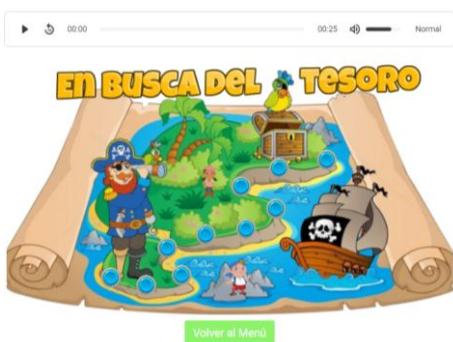 00:00
00:25
Normal
En BUSCA DeL TeSORO
Volver al Menú